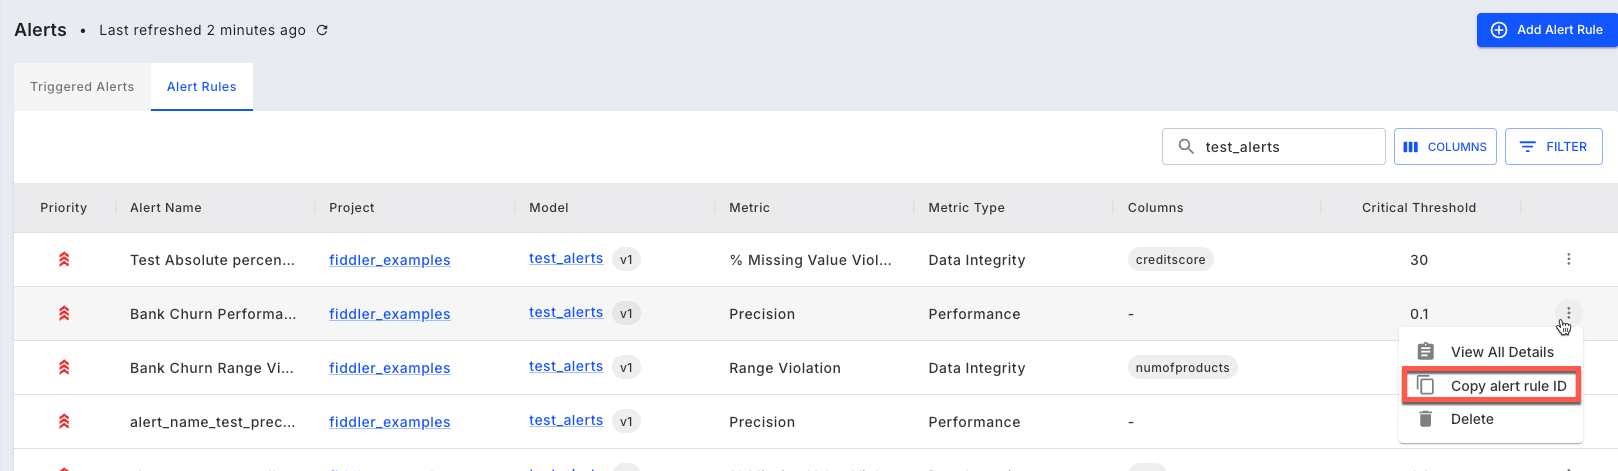 Alerts • Last refreshed 2 minutes ago
Add Alert Rule
Triggered Alerts Alert Rules
test_alerts COLUMNS FILTER
Priority Alert Name Project Model Metric Metric Type Columns Critical Threshold
Test Absolute percen... fiddler_examples test_alerts v1 % Missing Value Viol... Data Integrity creditscore 30
Bank Churn Performa... fiddler_examples test_alerts v1 Precision Performance - 0.1
View All Details
Bank Churn Range Vi... fiddler_examples test_alerts v1 Range Violation Data Integrity numofproducts
Copy alert rule ID
alert_name_test_prec... fiddler_examples test_alerts v1 Precision Performance -
Delete